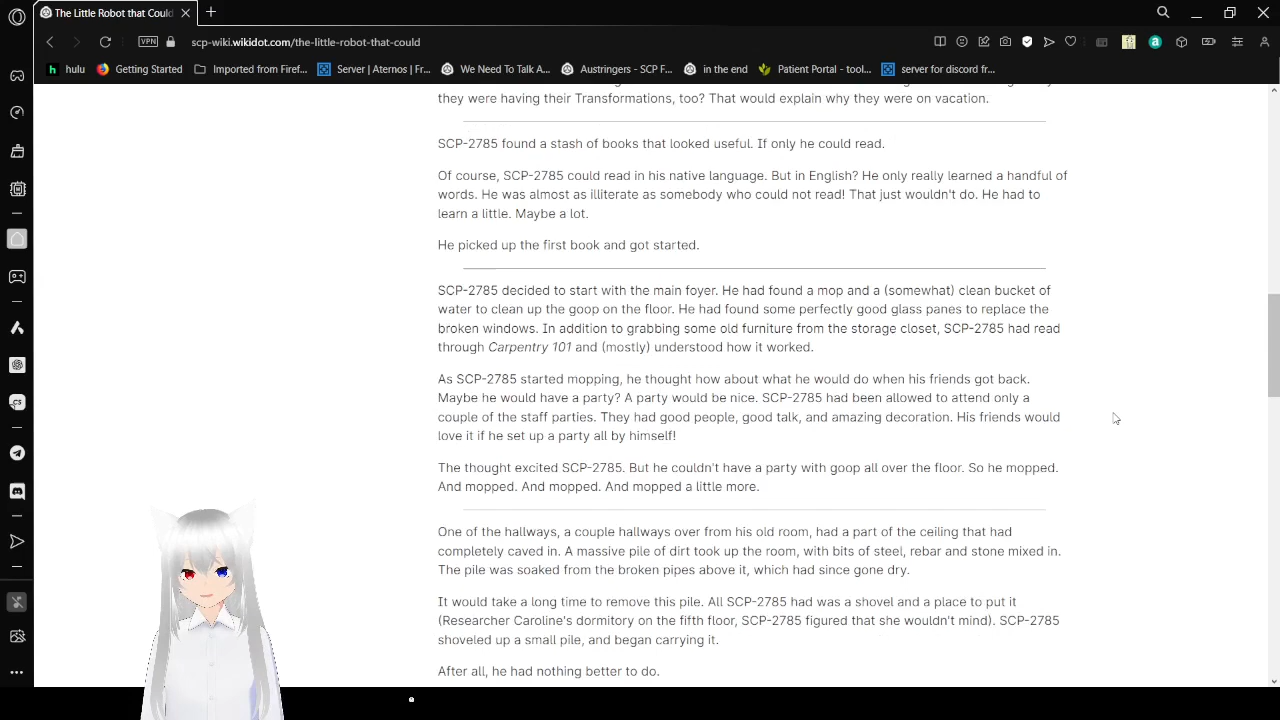 The Little Robot that Could
scp-wiki.wikidot.com/the-little-robot-that-could
VPN
hulu
Getting Started
Imported from Firef...
Server | Aternos | Fr...
We Need To Talk A...
Austringers - SCP F...
in the end
Patient Portal - tool...
server for discord fr...
they were having their Transformations, too? That would explain why they were on vacation.
SCP-2785 found a stash of books that looked useful. If only he could read.
Of course, SCP-2785 could read in his native language. But in English? He only really learned a handful of
words. He was almost as illiterate as somebody who could not read! That just wouldn't do. He had to
learn a little. Maybe a lot.
He picked up the first book and got started.
SCP-2785 decided to start with the main foyer. He had found a mop and a (somewhat) clean bucket of
water to clean up the goop on the floor. He had found some perfectly good glass panes to replace the
broken windows. In addition to grabbing some old furniture from the storage closet, SCP-2785 had read
through Carpentry 101 and (mostly) understood how it worked.
As SCP-2785 started mopping, he thought how about what he would do when his friends got back.
Maybe he would have a party? A party would be nice. SCP-2785 had been allowed to attend only a
couple of the staff parties. They had good people, good talk, and amazing decoration. His friends would
love it if he set up a party all by himself!
The thought excited SCP-2785. But he couldn't have a party with goop all over the floor. So he mopped.
And mopped. And mopped. And mopped a little more.
One of the hallways, a couple hallways over from his old room, had a part of the ceiling that had
completely caved in. A massive pile of dirt took up the room, with bits of steel, rebar and stone mixed in.
The pile was soaked from the broken pipes above it, which had since gone dry.
It would take a long time to remove this pile. All SCP-2785 had was a shovel and a place to put it
(Researcher Caroline's dormitory on the fifth floor, SCP-2785 figured that she wouldn't mind). SCP-2785
shoveled up a small pile, and began carrying it.
After all, he had nothing better to do.